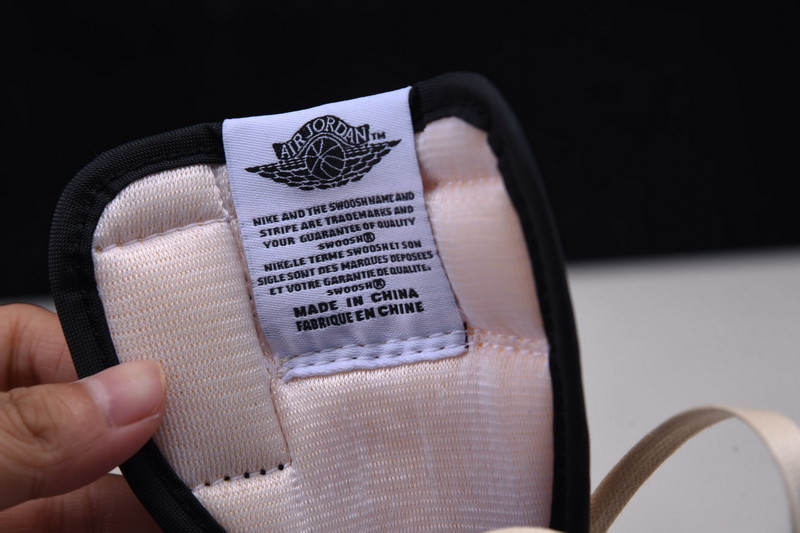 AIR JORDAN™
NIKE AND THE SWOOSH NAME AND
STRIPE ARE TRADEMARKS AND
YOUR GUARANTEE OF QUALITY
SWOOSH®
NIKE,LE TERME SWOOSH ET SON
SIGLE SONT DES MARQUES DEPOSEES
ET VOTRE GARANTIE DE QUALITE.
SWOOSH®
MADE IN CHINA
FABRIQUE EN CHINE